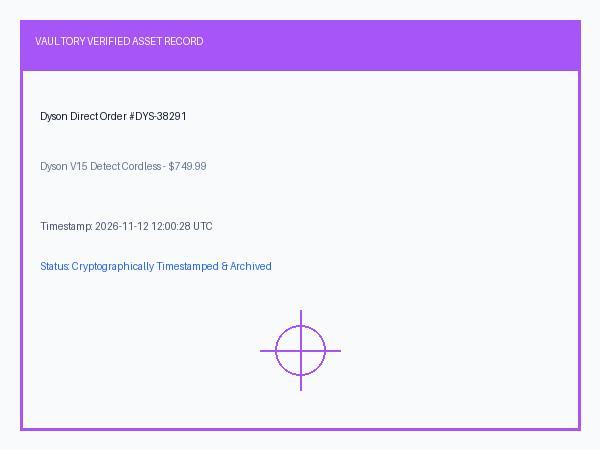 VAULTORY VERIFIED ASSET RECORD
Dyson Direct Order #DYS-38291
Dyson V15 Detect Cordless - $749.99
Timestamp: 2026-11-12 12:00:28 UTC
Status: Cryptographically Timestamped & Archived